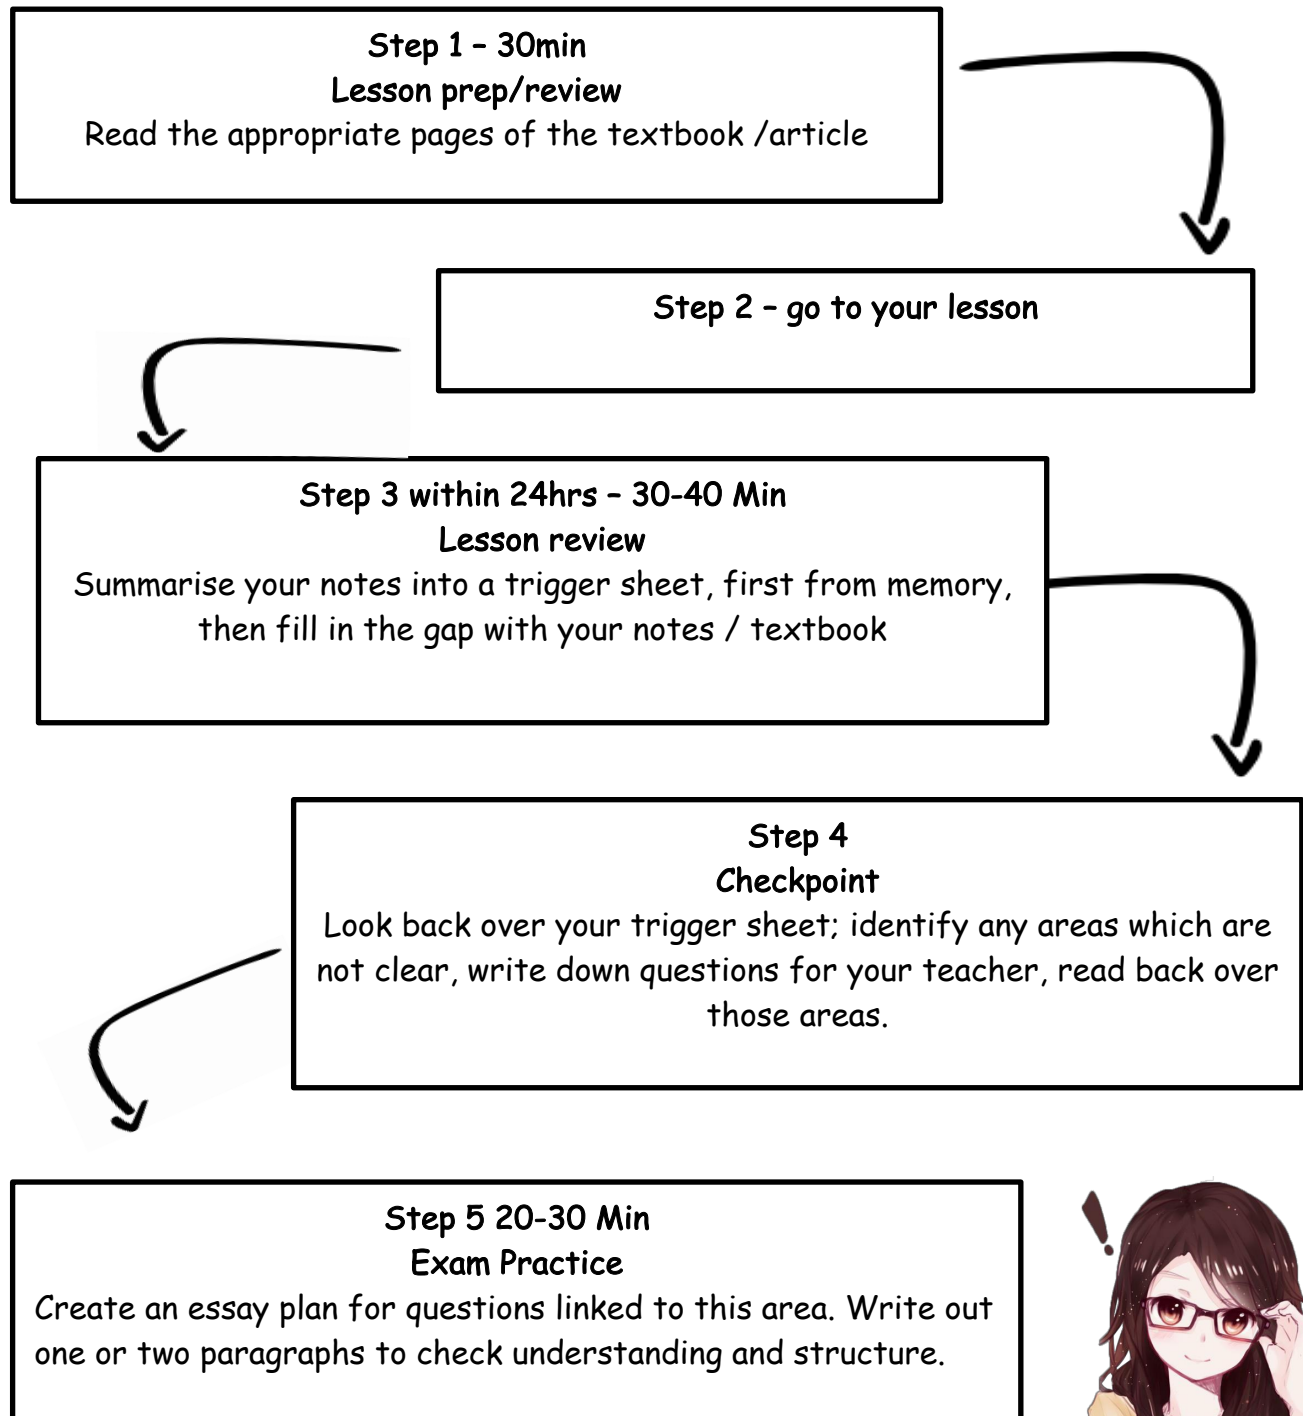 Step 1 – 30min
Lesson prep/review
Read the appropriate pages of the textbook /article
Step 2 – go to your lesson
Step 3 within 24hrs – 30-40 Min
Lesson review
Summarise your notes into a trigger sheet, first from memory,
then fill in the gap with your notes / textbook
Step 4
Checkpoint
Look back over your trigger sheet; identify any areas which are
not clear, write down questions for your teacher, read back over
those areas.
Step 5 20-30 Min
Exam Practice
Create an essay plan for questions linked to this area. Write out
one or two paragraphs to check understanding and structure.